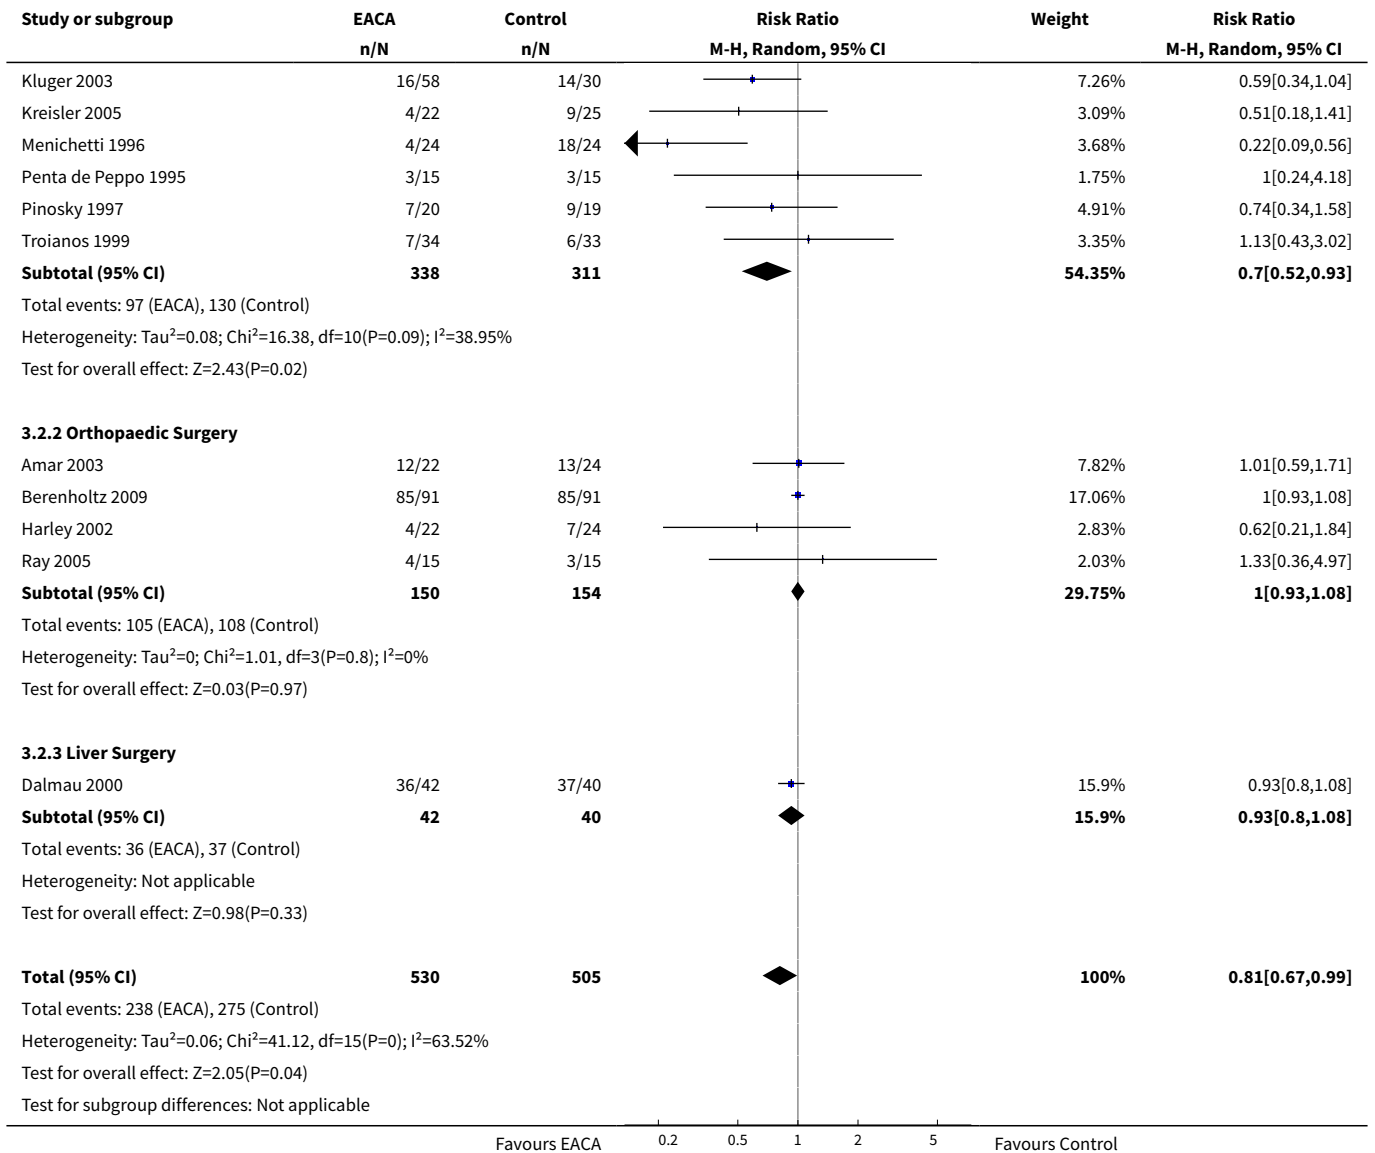 Study or subgroup EACA Control Risk Ratio Weight Risk Ratio
n/N n/N M-H, Random, 95% CI M-H, Random, 95% CI
Kluger 2003 16/58 14/30 7.26% 0.59[0.34,1.04]
Kreisler 2005 4/22 9/25 3.09% 0.51[0.18,1.41]
Menichetti 1996 4/24 18/24 3.68% 0.22[0.09,0.56]
Penta de Peppo 1995 3/15 3/15 1.75% 1[0.24,4.18]
Pinosky 1997 7/20 9/19 4.91% 0.74[0.34,1.58]
Troianos 1999 7/34 6/33 3.35% 1.13[0.43,3.02]
Subtotal (95% CI) 338 311 54.35% 0.7[0.52,0.93]
Total events: 97 (EACA), 130 (Control)
Heterogeneity: Tau²=0.08; Chi²=16.38, df=10(P=0.09); I²=38.95%
Test for overall effect: Z=2.43(P=0.02)
3.2.2 Orthopaedic Surgery
Amar 2003 12/22 13/24 7.82% 1.01[0.59,1.71]
Berenholtz 2009 85/91 85/91 17.06% 1[0.93,1.08]
Harley 2002 4/22 7/24 2.83% 0.62[0.21,1.84]
Ray 2005 4/15 3/15 2.03% 1.33[0.36,4.97]
Subtotal (95% CI) 150 154 29.75% 1[0.93,1.08]
Total events: 105 (EACA), 108 (Control)
Heterogeneity: Tau²=0; Chi²=1.01, df=3(P=0.8); I²=0%
Test for overall effect: Z=0.03(P=0.97)
3.2.3 Liver Surgery
Dalmau 2000 36/42 37/40 15.9% 0.93[0.8,1.08]
Subtotal (95% CI) 42 40 15.9% 0.93[0.8,1.08]
Total events: 36 (EACA), 37 (Control)
Heterogeneity: Not applicable
Test for overall effect: Z=0.98(P=0.33)
Total (95% CI) 530 505 100% 0.81[0.67,0.99]
Total events: 238 (EACA), 275 (Control)
Heterogeneity: Tau²=0.06; Chi²=41.12, df=15(P=0); I²=63.52%
Test for overall effect: Z=2.05(P=0.04)
Test for subgroup differences: Not applicable
Favours EACA 0.2 0.5 1 2 5 Favours Control